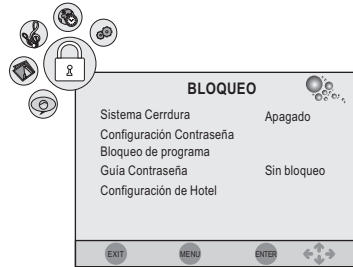 BLOQUEO
Sistema Cerrdura Apagado
Configuración Contraseña
Bloqueo de programa
Guía Contraseña Sin bloqueo
Configuración de Hotel
EXIT MENU ENTER